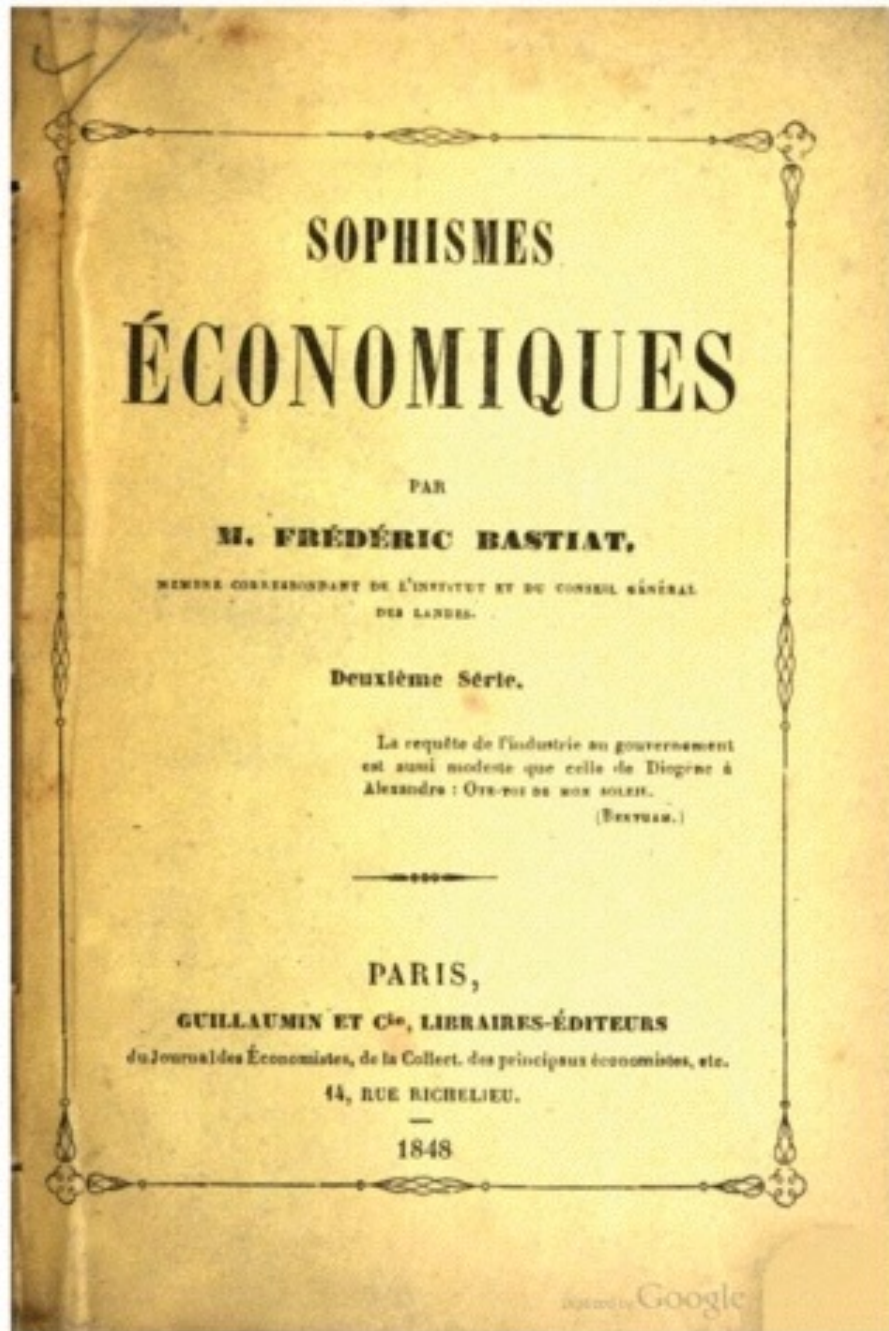 SOPHISMES
ÉCONOMIQUES
PAR
M. FRÉDÉRIC BASTIAT,
MEMBRE CORRESPONDANT DE L'INSTITUT ET DU CONSEIL GÉNÉRAL
DES LANDES.
Deuxième Série.
La requête de l'industrie au gouvernement
est aussi modeste que celle de Diogène à
Alexandre : OTE-TOI DE MON SOLEIL.
(BENTHAM.)
PARIS,
GUILLAUMIN ET Cie, LIBRAIRES-ÉDITEURS
du Journal des Économistes, de la Collect. des principaux économistes, etc.
14, RUE RICHELIEU.
1848
Digitized by Google